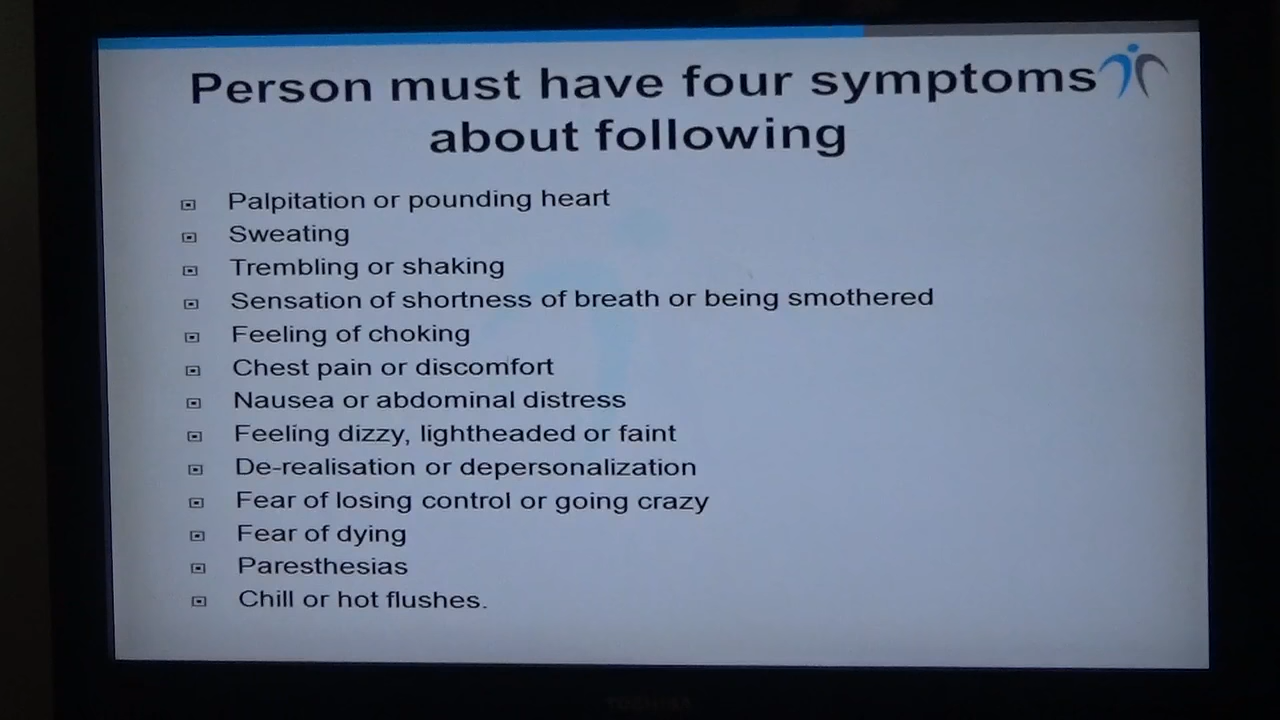 Person must have four symptoms
about following
Palpitation or pounding heart
Sweating
Trembling or shaking
Sensation of shortness of breath or being smothered
Feeling of choking
Chest pain or discomfort
Nausea or abdominal distress
Feeling dizzy, lightheaded or faint
De-realisation or depersonalization
Fear of losing control or going crazy
Fear of dying
Paresthesias
Chill or hot flushes.
TOSHIBA